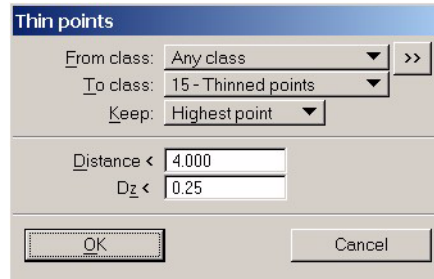 Thin points
From class: Any class >>
To class: 15 - Thinned points
Keep: Highest point
Distance < 4.000
Dz < 0.25
OK Cancel